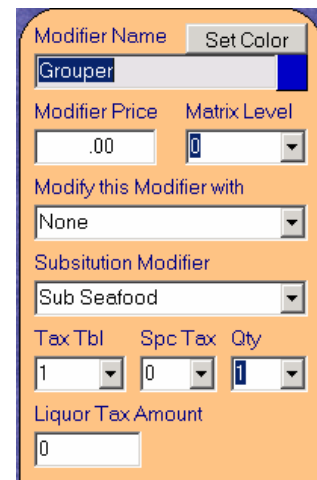 Modifier Name Set Color
Grouper
Modifier Price Matrix Level
.00 0
Modify this Modifier with
None
Subsitution Modifier
Sub Seafood
Tax Tbl Spc Tax Qty
1 0 1
Liquor Tax Amount
0